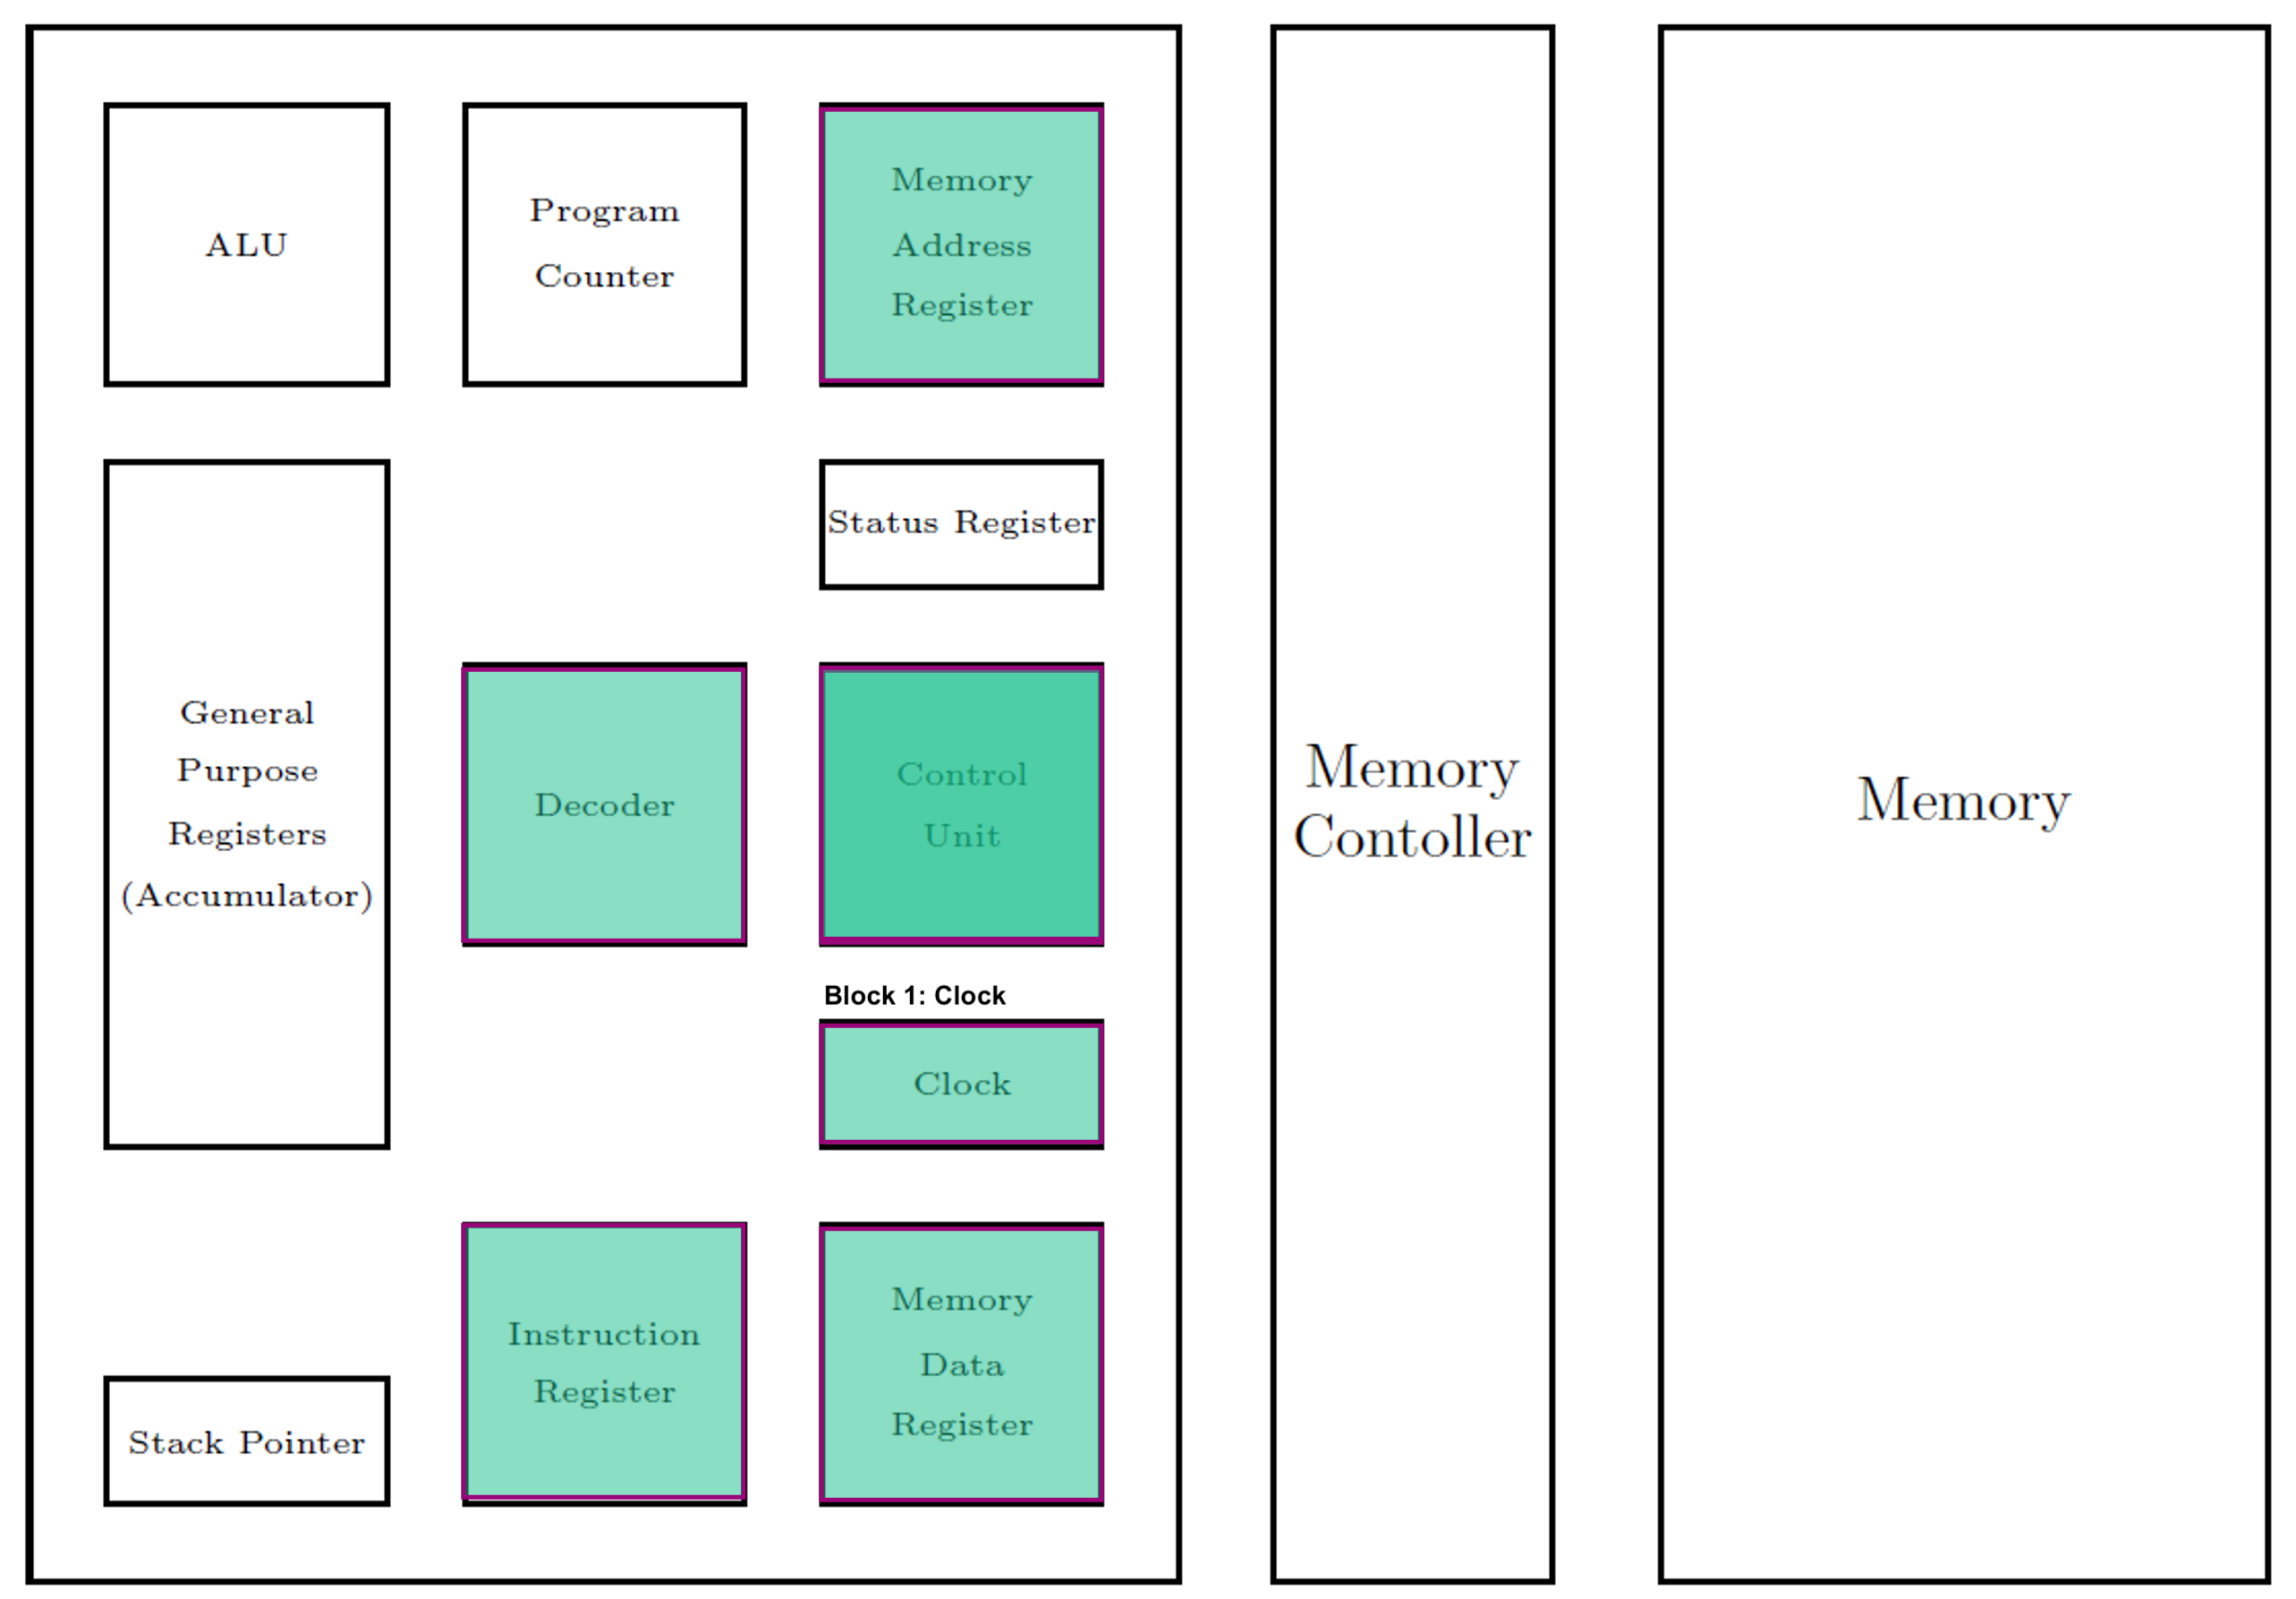 ALU
Program
Counter
Memory
Address
Register
Status Register
General
Purpose
Registers
(Accumulator)
Decoder
Control
Unit
Block 1: Clock
Clock
Instruction
Register
Memory
Data
Register
Stack Pointer
Memory
Contoller
Memory